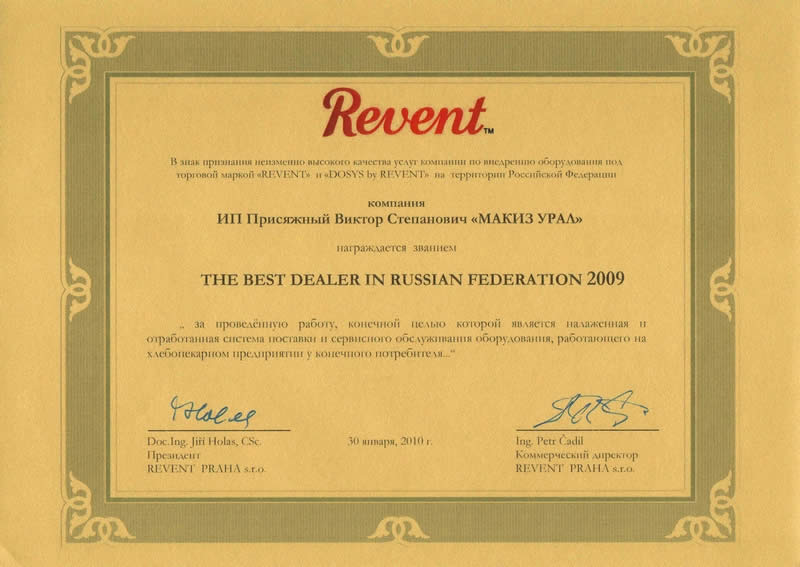 Revent™
В знак признания неизменно высокого качества услуг компании по внедрению оборудования под
торговой маркой «REVENT» и «DOSYS by REVENT» на территории Российской Федерации
компания
ИП Присяжный Виктор Степанович «МАКИЗ УРАЛ»
награждается званием
THE BEST DEALER IN RUSSIAN FEDERATION 2009
„ за проведённую работу, конечной целью которой является налаженная и
отработанная система поставки и сервисного обслуживания оборудования, работающего на
хлебопекарном предприятии у конечного потребителя...“
Doc.Ing. Jiří Holas, CSc.
Президент
REVENT PRAHA s.r.o.
30 января, 2010 г.
Ing. Petr Čadil
Коммерческий директор
REVENT PRAHA s.r.o.